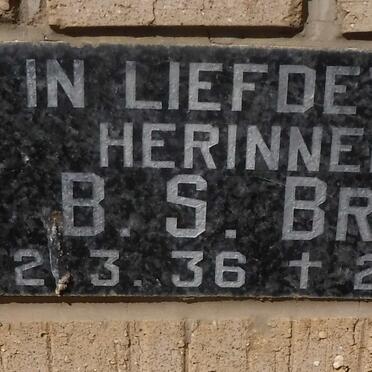 IN LIEFDE
HERINNE
B. S. BR
2.3.36 ✝ 2